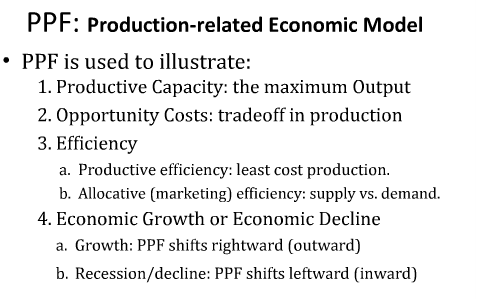 PPF: Production-related Economic Model
• PPF is used to illustrate:
1. Productive Capacity: the maximum Output
2. Opportunity Costs: tradeoff in production
3. Efficiency
a. Productive efficiency: least cost production.
b. Allocative (marketing) efficiency: supply vs. demand.
4. Economic Growth or Economic Decline
a. Growth: PPF shifts rightward (outward)
b. Recession/decline: PPF shifts leftward (inward)